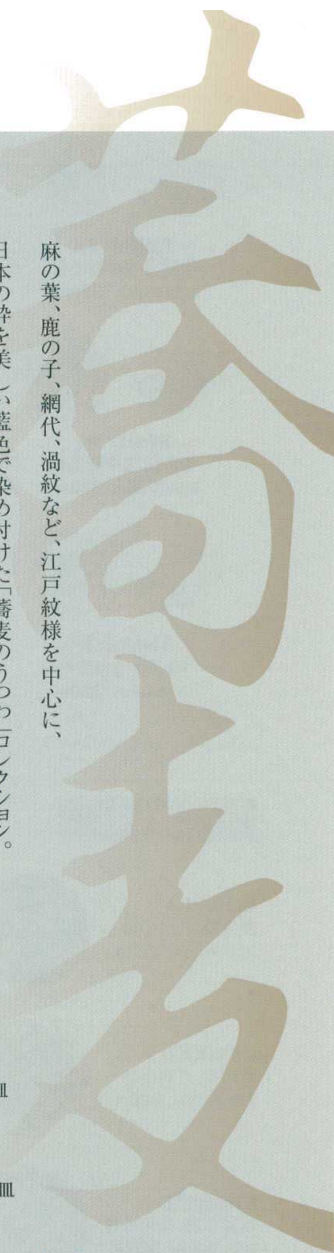 蕎麦
麻の葉、鹿の子、網代、渦紋など、江戸紋様を中心に、
日本の粋を美しい藍色で染め付けた「蕎麦のうつわ」コレクション。